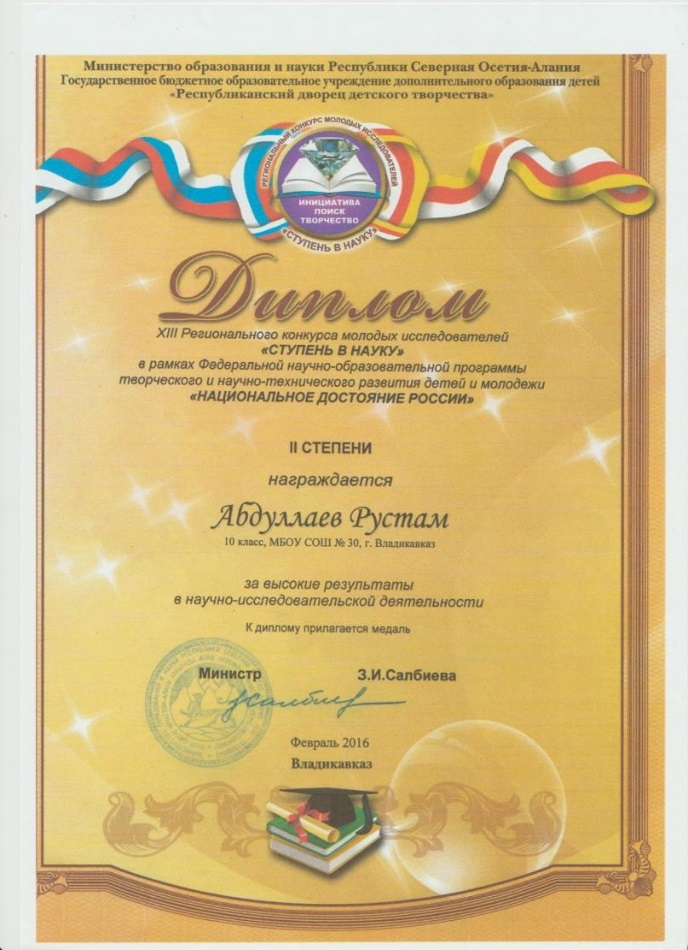 Министерство образования и науки Республики Северная Осетия-Алания
Государственное бюджетное образовательное учреждение дополнительного образования детей
«Республиканский дворец детского творчества»
РЕГИОНАЛЬНЫЙ КОНКУРС МОЛОДЫХ ИССЛЕДОВАТЕЛЕЙ
ИНИЦИАТИВА
ПОИСК
ТВОРЧЕСТВО
«СТУПЕНЬ В НАУКУ»
Диплом
XIII Регионального конкурса молодых исследователей
«СТУПЕНЬ В НАУКУ»
в рамках Федеральной научно-образовательной программы
творческого и научно-технического развития детей и молодежи
«НАЦИОНАЛЬНОЕ ДОСТОЯНИЕ РОССИИ»
II СТЕПЕНИ
награждается
Абдуллаев Рустам
10 класс, МБОУ СОШ № 30, г. Владикавказ
за высокие результаты
в научно-исследовательской деятельности
К диплому прилагается медаль
Министр З.И.Салбиева
Февраль 2016
Владикавказ